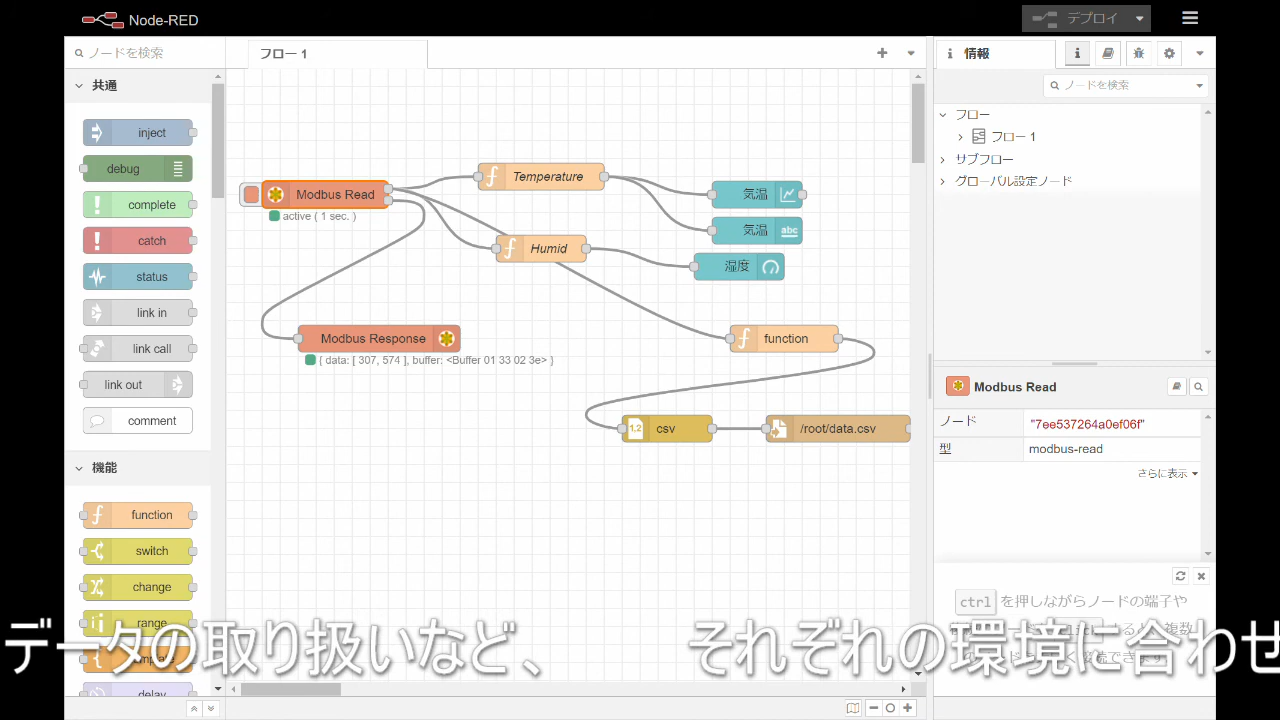 Node-RED
デプロイ
ノードを検索
フロー 1
情報
共通
inject
debug
complete
catch
status
link in
link call
link out
comment
機能
function
switch
change
range
delay
Modbus Read
active ( 1 sec. )
Temperature
気温
気温
abc
Humid
湿度
Modbus Response
{ data: [ 307, 574 ], buffer: <Buffer 01 33 02 3e> }
function
1,2
csv
/root/data.csv
ノードを検索
フロー
フロー 1
サブフロー
グローバル設定ノード
Modbus Read
ノード
"7ee537264a0ef06f"
型
modbus-read
さらに表示
ctrl を押しながらノードの端子や
データの取り扱いなど、 それぞれの環境に合わせ